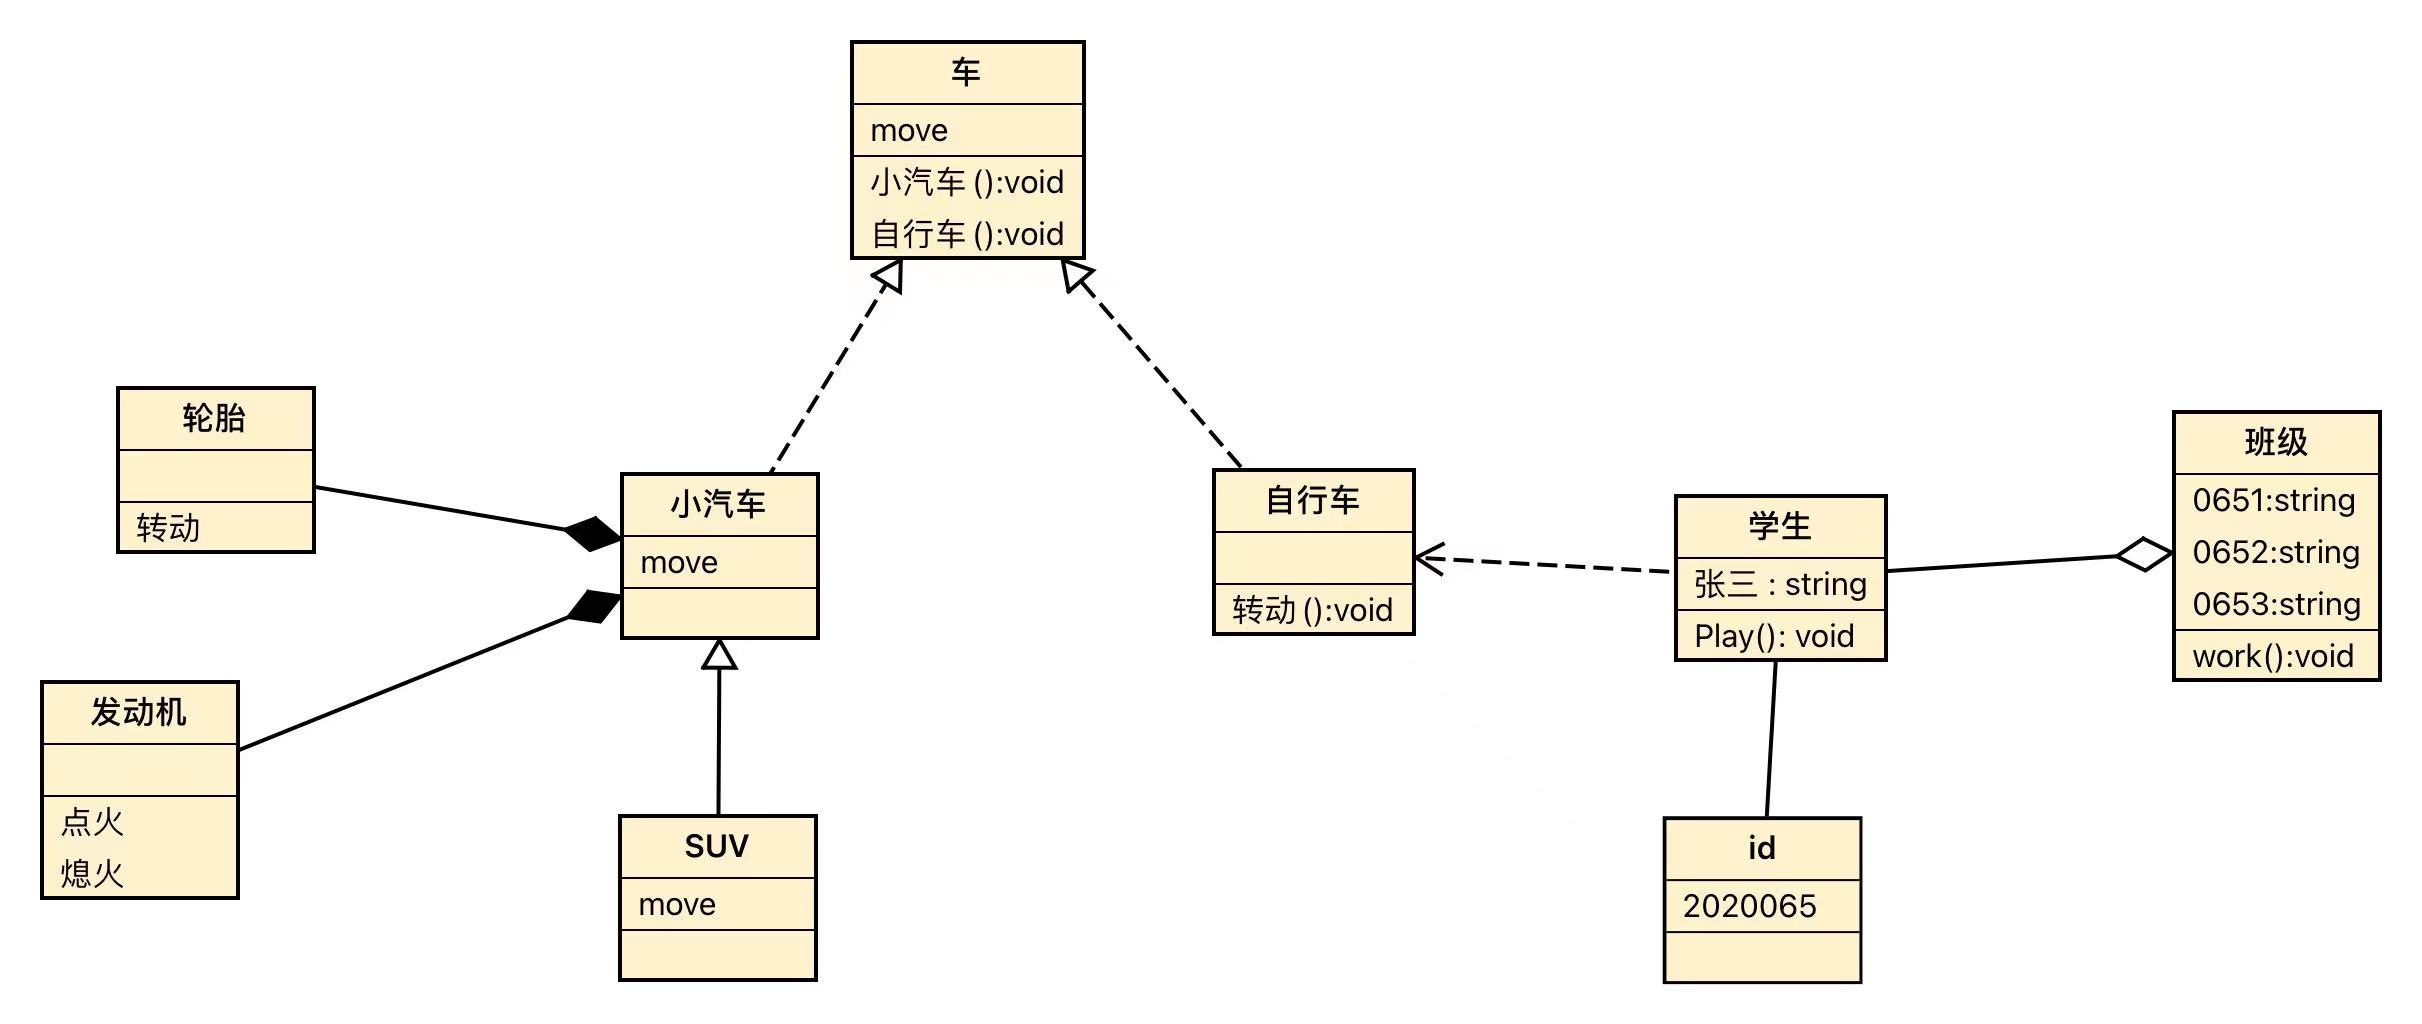 车
move
小汽车 ():void
自行车 ():void
轮胎
转动
小汽车
move
发动机
点火
熄火
SUV
move
自行车
转动 ():void
学生
张三 : string
Play(): void
id
2020065
班级
0651:string
0652:string
0653:string
work():void